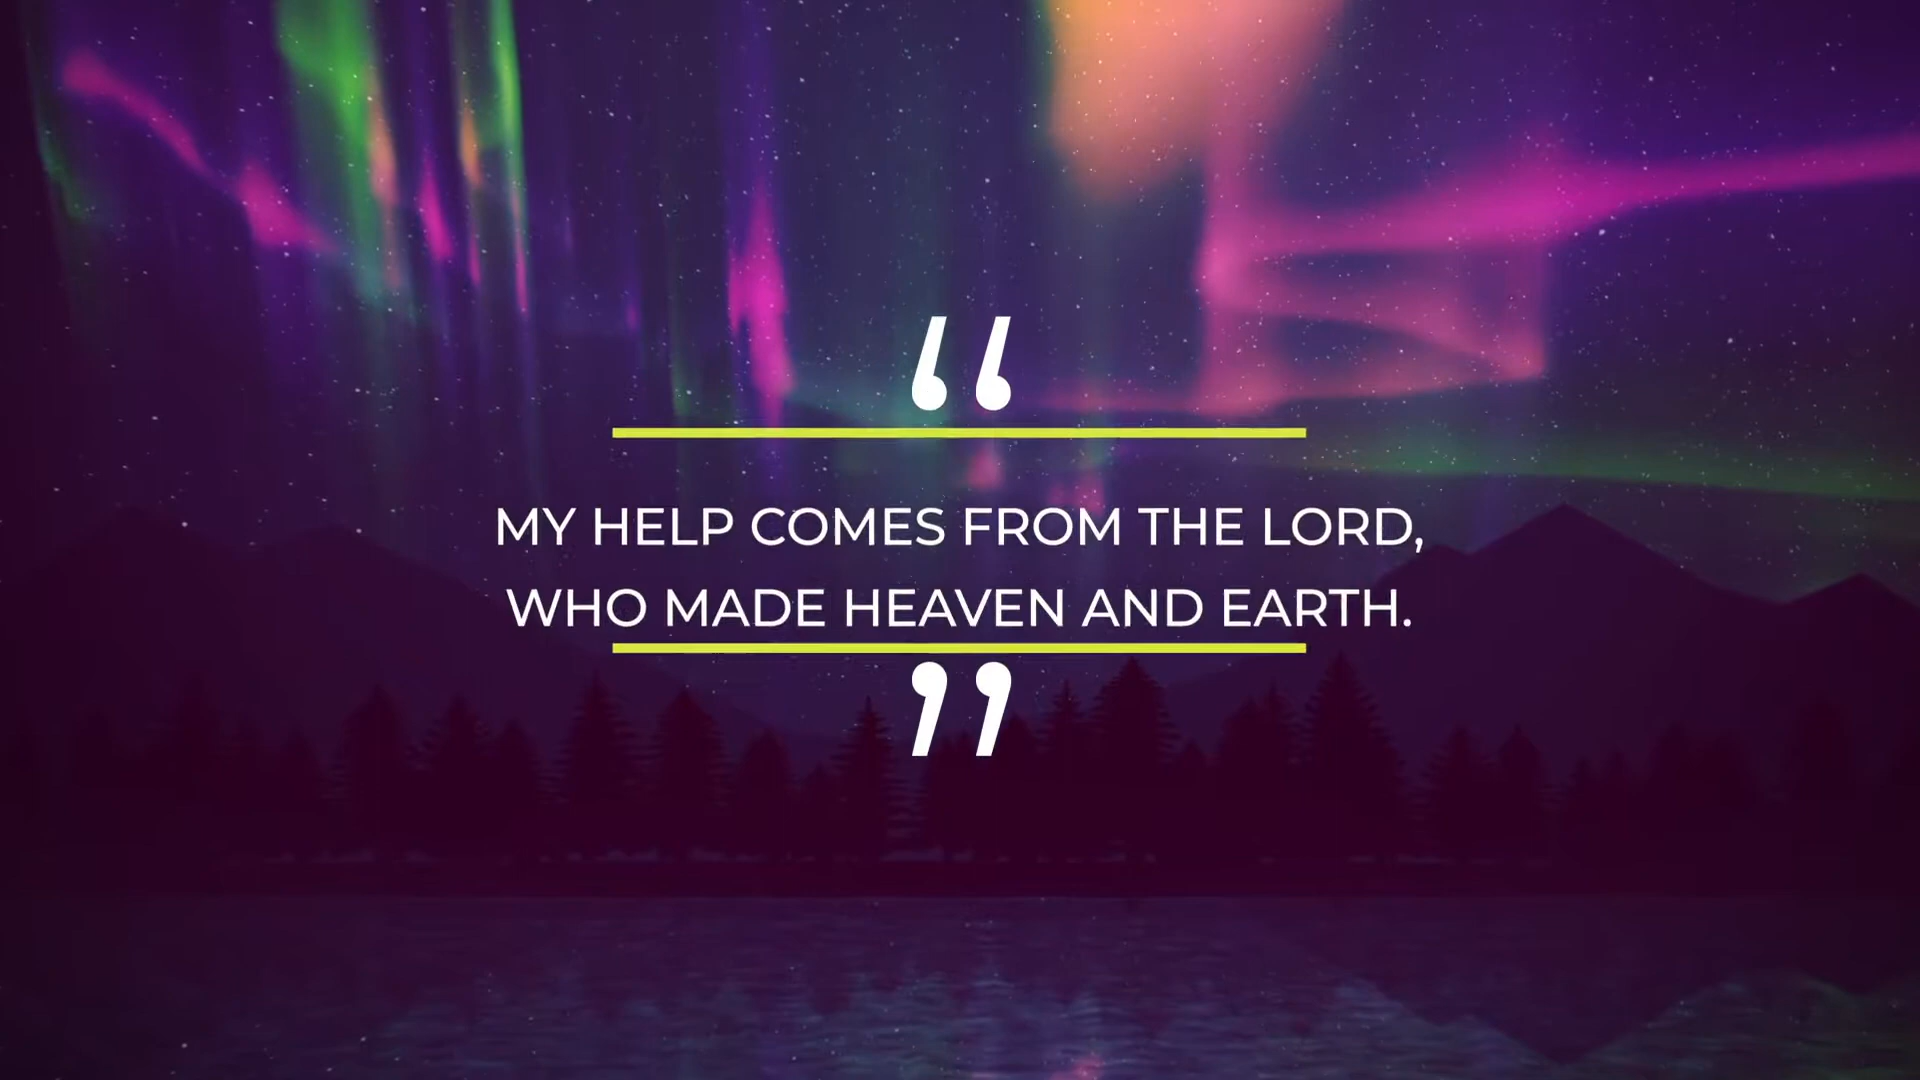 “
MY HELP COMES FROM THE LORD,
WHO MADE HEAVEN AND EARTH.
”